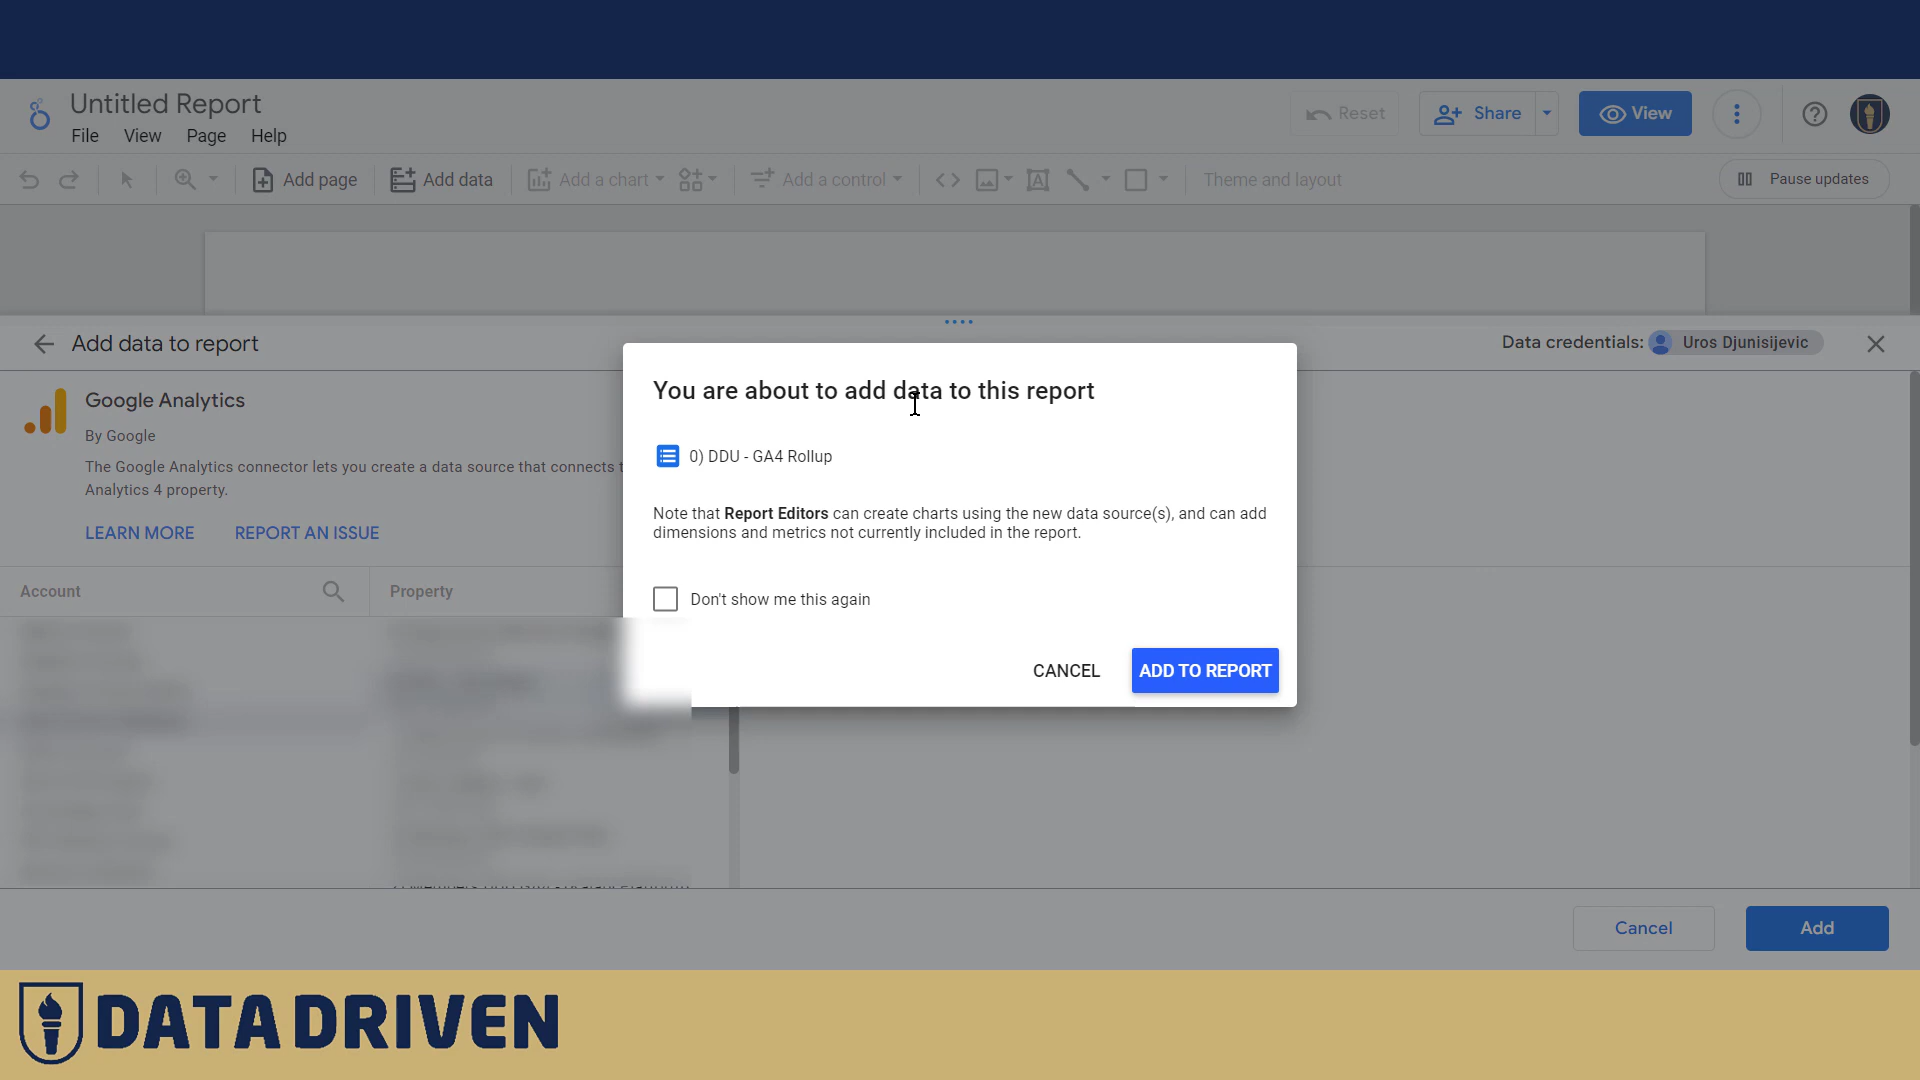 Untitled Report
File View Page Help
Reset
Share
View
Add page
Add data
Add a chart
Add a control
Theme and layout
Pause updates
Add data to report
Data credentials: Uros Djunisijevic
Google Analytics
By Google
The Google Analytics connector lets you create a data source that connects t
Analytics 4 property.
LEARN MORE REPORT AN ISSUE
Account
Property
You are about to add data to this report
0) DDU - GA4 Rollup
Note that Report Editors can create charts using the new data source(s), and can add
dimensions and metrics not currently included in the report.
Don't show me this again
CANCEL ADD TO REPORT
Cancel Add
DATA DRIVEN